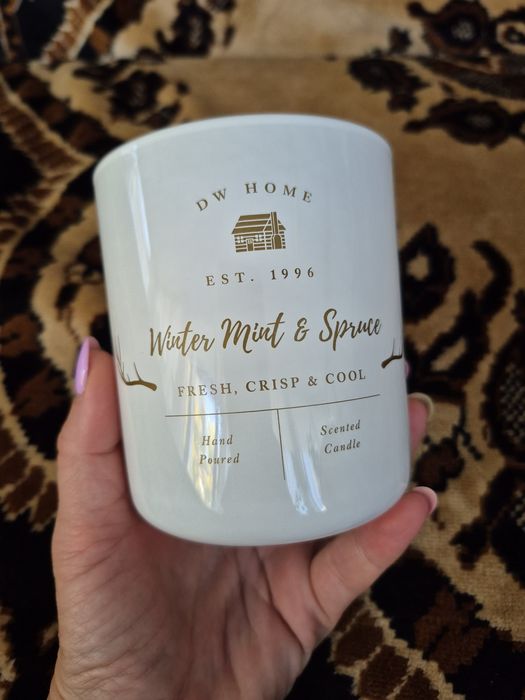 DW HOME
EST. 1996
Winter Mint & Spruce
FRESH, CRISP & COOL
Hand
Poured
Scented
Candle